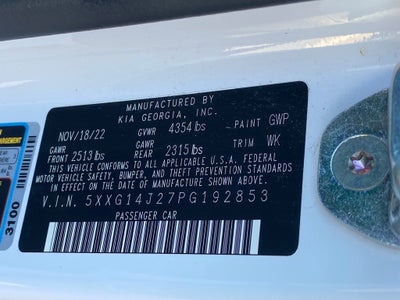 MANUFACTURED BY
KIA GEORGIA, INC.
NOV/18/22 GVWR 4354 lbs PAINT GWP
GAWR GAWR TRIM WK
FRONT 2513 lbs REAR 2315 lbs
THIS VEHICLE CONFORMS TO ALL APPLICABLE U.S.A. FEDERAL
MOTOR VEHICLE SAFETY, BUMPER, AND THEFT PREVENTION STANDARDS
IN EFFECT ON THE DATE OF MANUFACTURE SHOWN ABOVE.
V.I.N. 5XXG14J27PG192853
PASSENGER CAR
3100